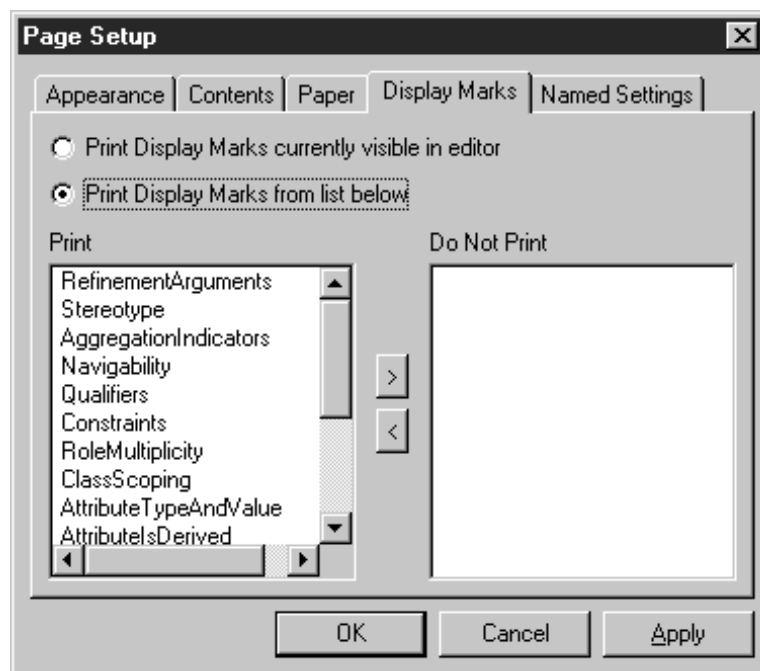 Page Setup
Appearance Contents Paper Display Marks Named Settings
Print Display Marks currently visible in editor
Print Display Marks from list below
Print Do Not Print
RefinementArguments
Stereotype
AggregationIndicators
Navigability
Qualifiers
Constraints
RoleMultiplicity
ClassScoping
AttributeTypeAndValue
AttributeIsDerived
>
<
OK Cancel Apply